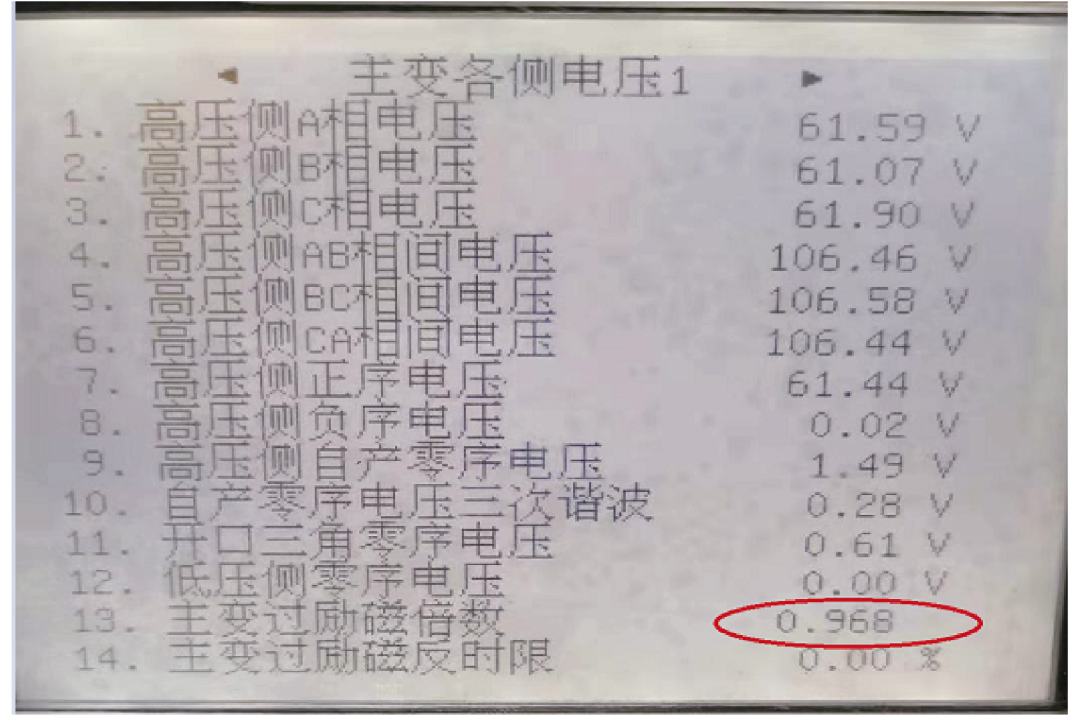 ◄ 主变各侧电压1 ►
1. 高压侧A相电压 61.59 V
2. 高压侧B相电压 61.07 V
3. 高压侧C相电压 61.90 V
4. 高压侧AB相间电压 106.46 V
5. 高压侧BC相间电压 106.58 V
6. 高压侧CA相间电压 106.44 V
7. 高压侧正序电压 61.44 V
8. 高压侧负序电压 0.02 V
9. 高压侧自产零序电压 1.49 V
10. 自产零序电压三次谐波 0.28 V
11. 开口三角零序电压 0.61 V
12. 低压侧零序电压 0.00 V
13. 主变过励磁倍数 0.968
14. 主变过励磁反时限 0.00 %